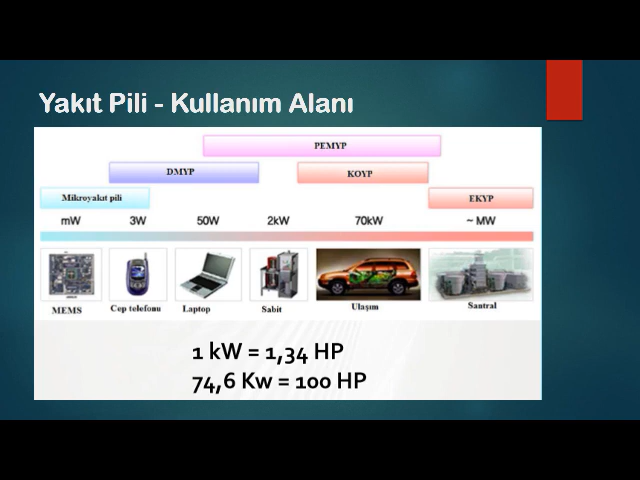 Yakıt Pili - Kullanım Alanı
PEMYP
DMYP KOYP
Mikroyakıt pili EKYP
mW 3W 50W 2kW 70kW ~ MW
MEMS Cep telefonu Laptop Sabit Ulaşım Santral
1 kW = 1,34 HP
74,6 Kw = 100 HP